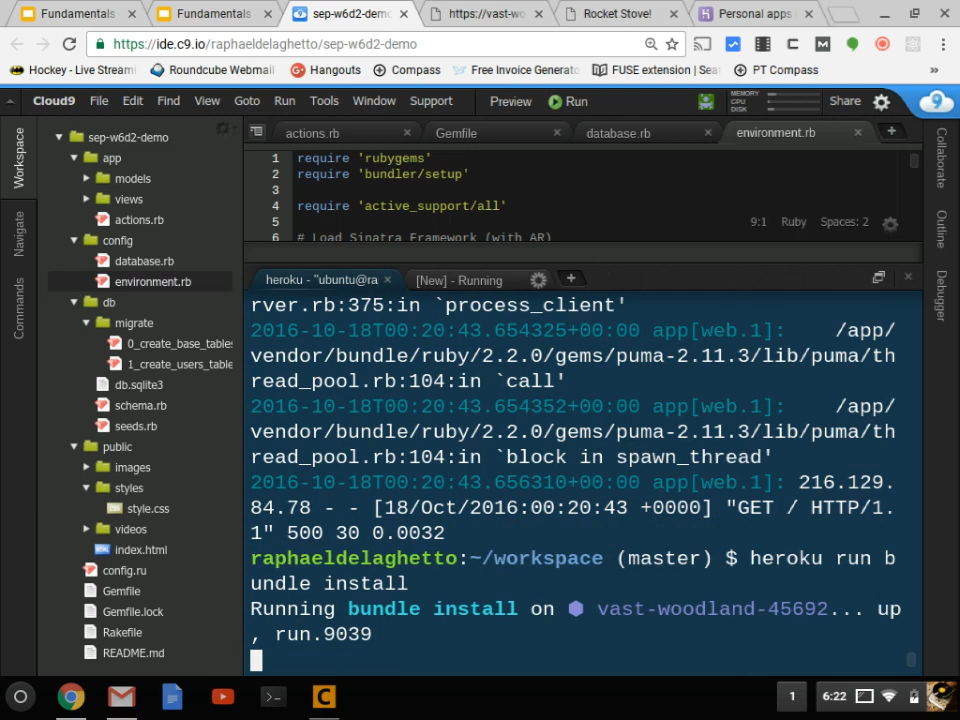 Fundamentals
Fundamentals
sep-w6d2-dem
https://vast-wo
Rocket Stove!
Personal apps
https://ide.c9.io/raphaeldelaghetto/sep-w6d2-demo
Hockey - Live Stream
Roundcube Webmail
Hangouts
Compass
Free Invoice Generato
FUSE extension | Sea
PT Compass
»
Cloud9 File Edit Find View Goto Run Tools Window Support Preview Run MEMORY CPU DISK Share
Workspace
Navigate
Commands
sep-w6d2-demo
app
models
views
actions.rb
config
database.rb
environment.rb
db
migrate
0_create_base_tables
1_create_users_table
db.sqlite3
schema.rb
seeds.rb
public
images
styles
style.css
videos
index.html
config.ru
Gemfile
Gemfile.lock
Rakefile
README.md
actions.rb Gemfile database.rb environment.rb
1 require 'rubygems'
2 require 'bundler/setup'
3
4 require 'active_support/all'
5
6 # Load Sinatra Framework (with AR)
9:1 Ruby Spaces: 2
heroku - "ubuntu@ra [New] - Running
rver.rb:375:in `process_client'
2016-10-18T00:20:43.654325+00:00 app[web.1]: /app/
vendor/bundle/ruby/2.2.0/gems/puma-2.11.3/lib/puma/th
read_pool.rb:104:in `call'
2016-10-18T00:20:43.654352+00:00 app[web.1]: /app/
vendor/bundle/ruby/2.2.0/gems/puma-2.11.3/lib/puma/th
read_pool.rb:104:in `block in spawn_thread'
2016-10-18T00:20:43.656310+00:00 app[web.1]: 216.129.
84.78 - - [18/Oct/2016:00:20:43 +0000] "GET / HTTP/1.
1" 500 30 0.0032
raphaeldelaghetto:~/workspace (master) $ heroku run b
undle install
Running bundle install on ⬢ vast-woodland-45692... up
, run.9039
Collaborate
Outline
Debugger
1
6:22